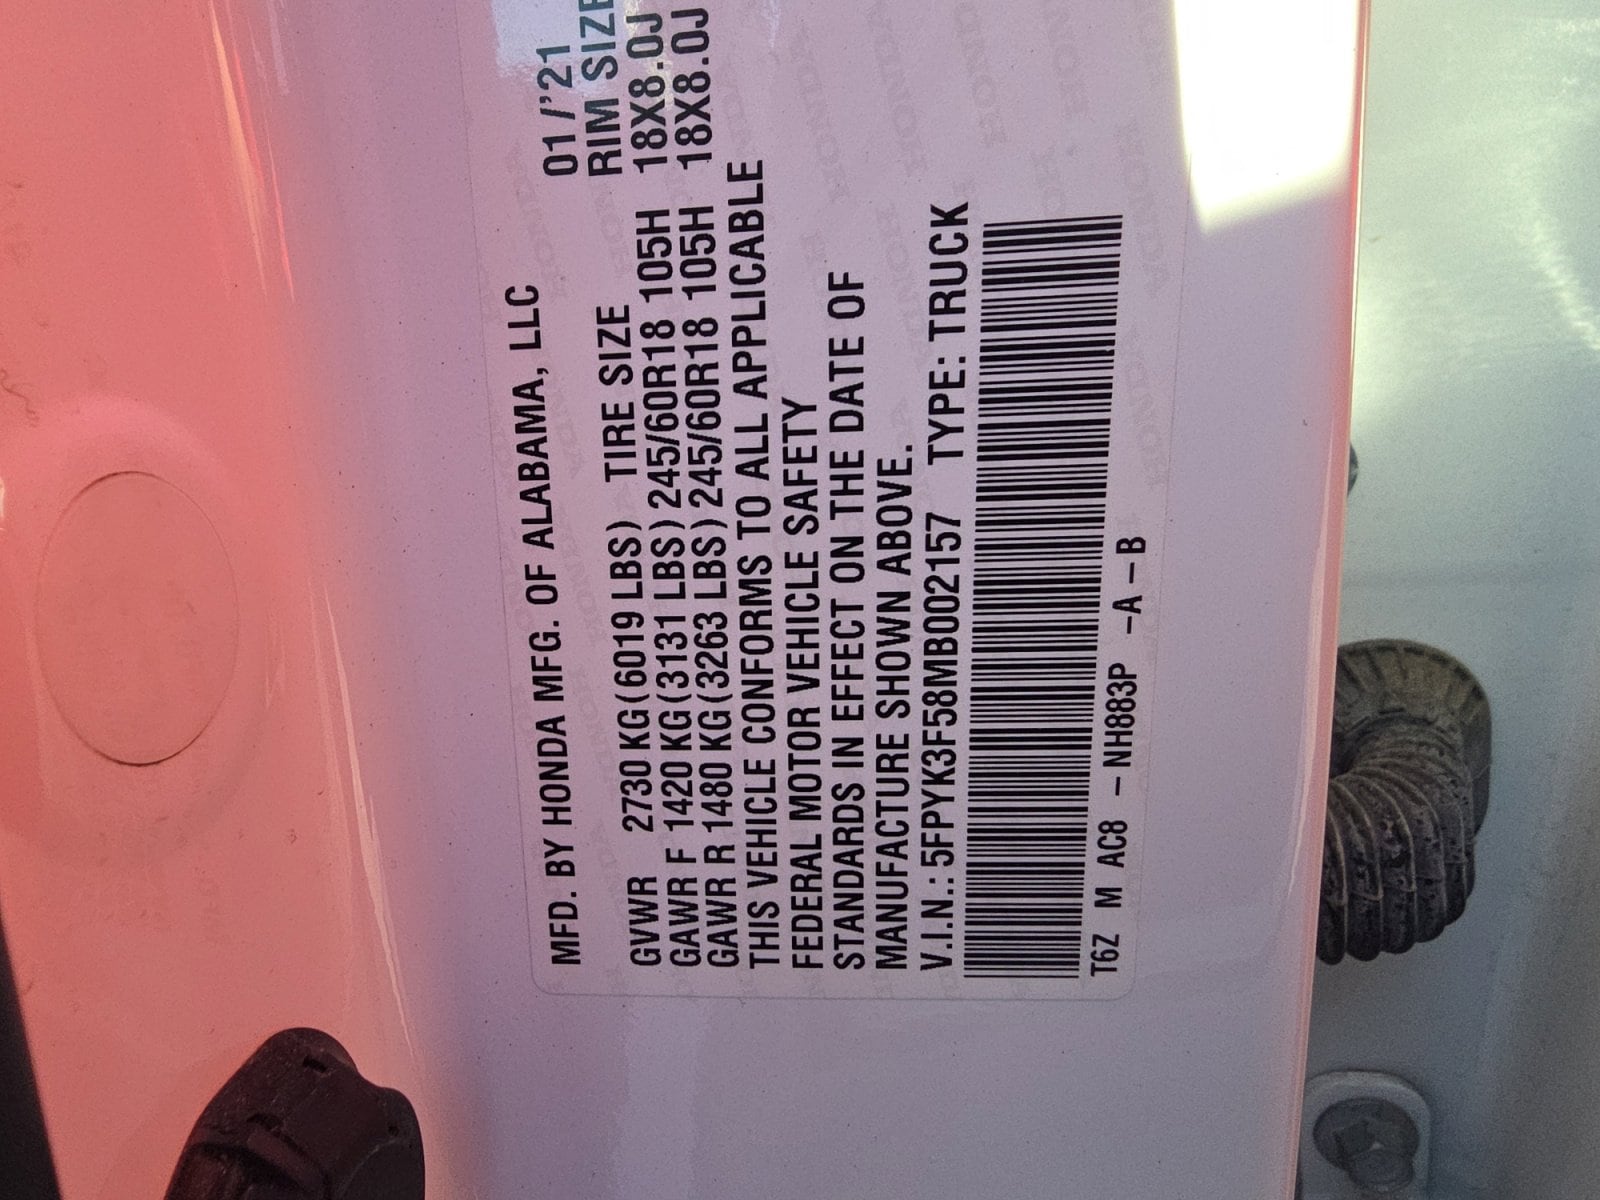 MFD. BY HONDA MFG. OF ALABAMA, LLC 01/'21
GVWR 2730 KG(6019 LBS) TIRE SIZE RIM SIZE
GAWR F 1420 KG(3131 LBS) 245/60R18 105H 18X8.0J
GAWR R 1480 KG(3263 LBS) 245/60R18 105H 18X8.0J
THIS VEHICLE CONFORMS TO ALL APPLICABLE
FEDERAL MOTOR VEHICLE SAFETY
STANDARDS IN EFFECT ON THE DATE OF
MANUFACTURE SHOWN ABOVE.
V.I.N.: 5FPYK3F58MB002157 TYPE: TRUCK
T6Z M AC8 –NH883P –A–B